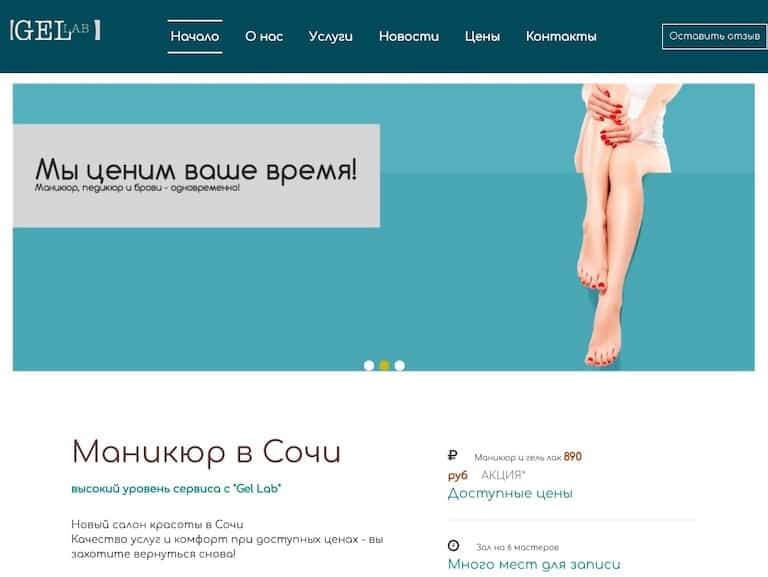 GEL LAB
Начало О нас Услуги Новости Цены Контакты
Оставить отзыв
Мы ценим ваше время!
Маникюр, педикюр и брови - одновременно!
Маникюр в Сочи
высокий уровень сервиса с "Gel Lab"
Новый салон красоты в Сочи
Качество услуг и комфорт при доступных ценах - вы
захотите вернуться снова!
₽ Маникюр и гель лак 890
руб АКЦИЯ*
Доступные цены
Зал на 6 мастеров
Много мест для записи